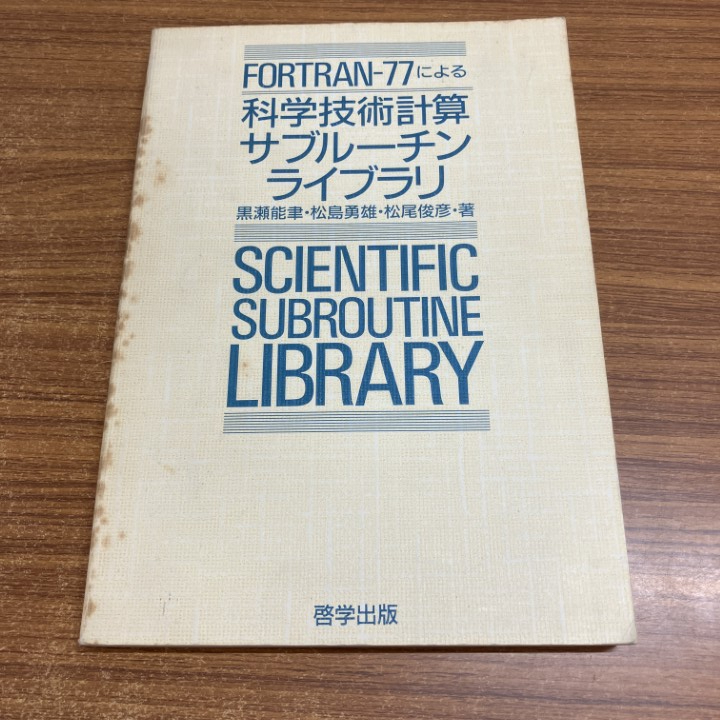 FORTRAN-77による
科学技術計算
サブルーチン
ライブラリ
黒瀬能聿・松島勇雄・松尾俊彦・著
SCIENTIFIC
SUBROUTINE
LIBRARY
啓学出版